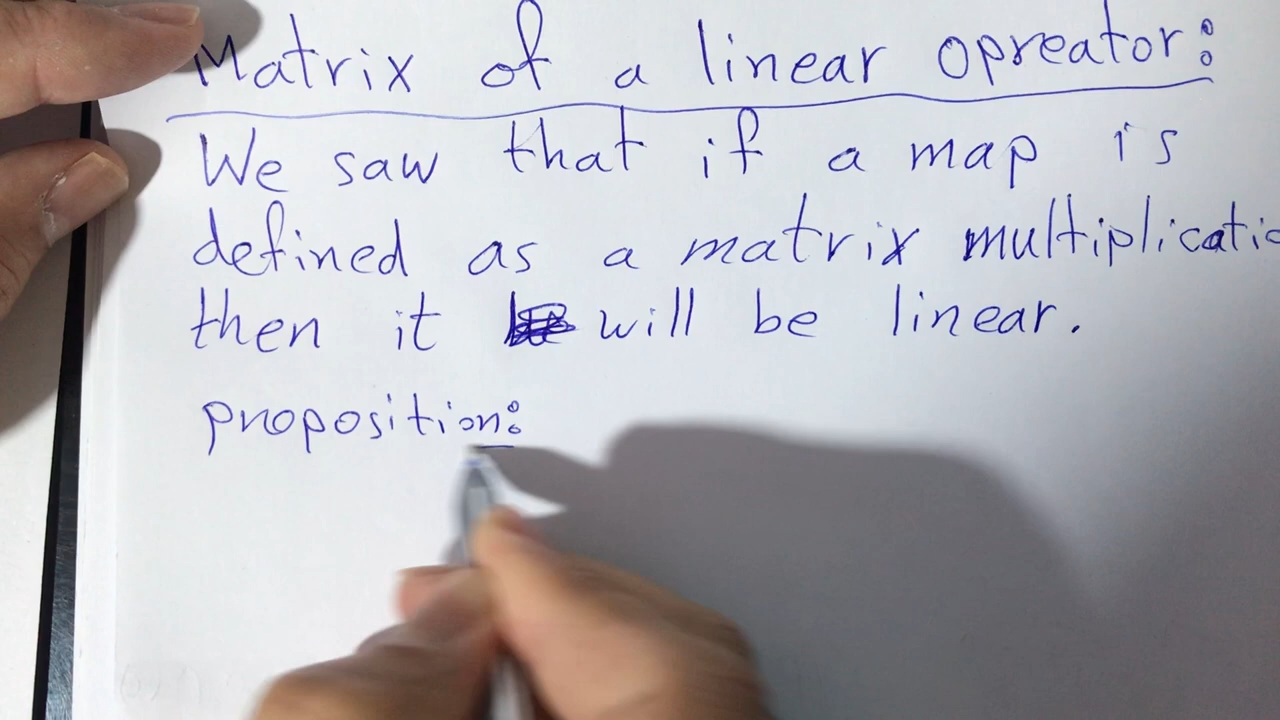 Matrix of a linear opreator:
We saw that if a map is
defined as a matrix multiplicatio
then it will be linear.
proposition: